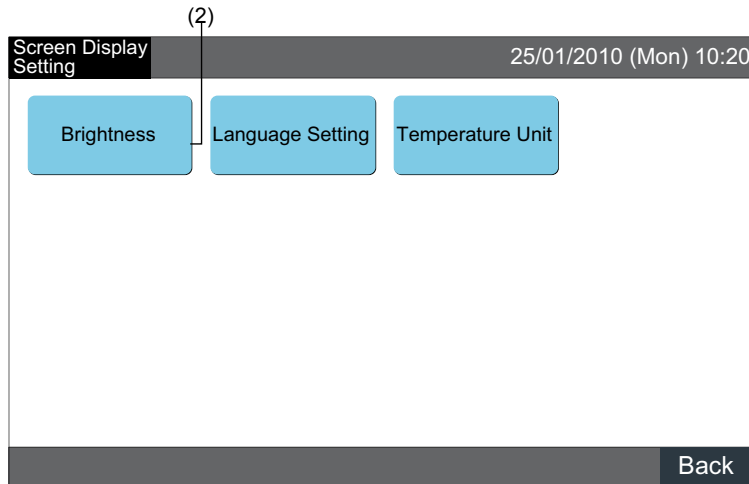 (2)
Screen Display
Setting
25/01/2010 (Mon) 10:20
Brightness
Language Setting
Temperature Unit
Back